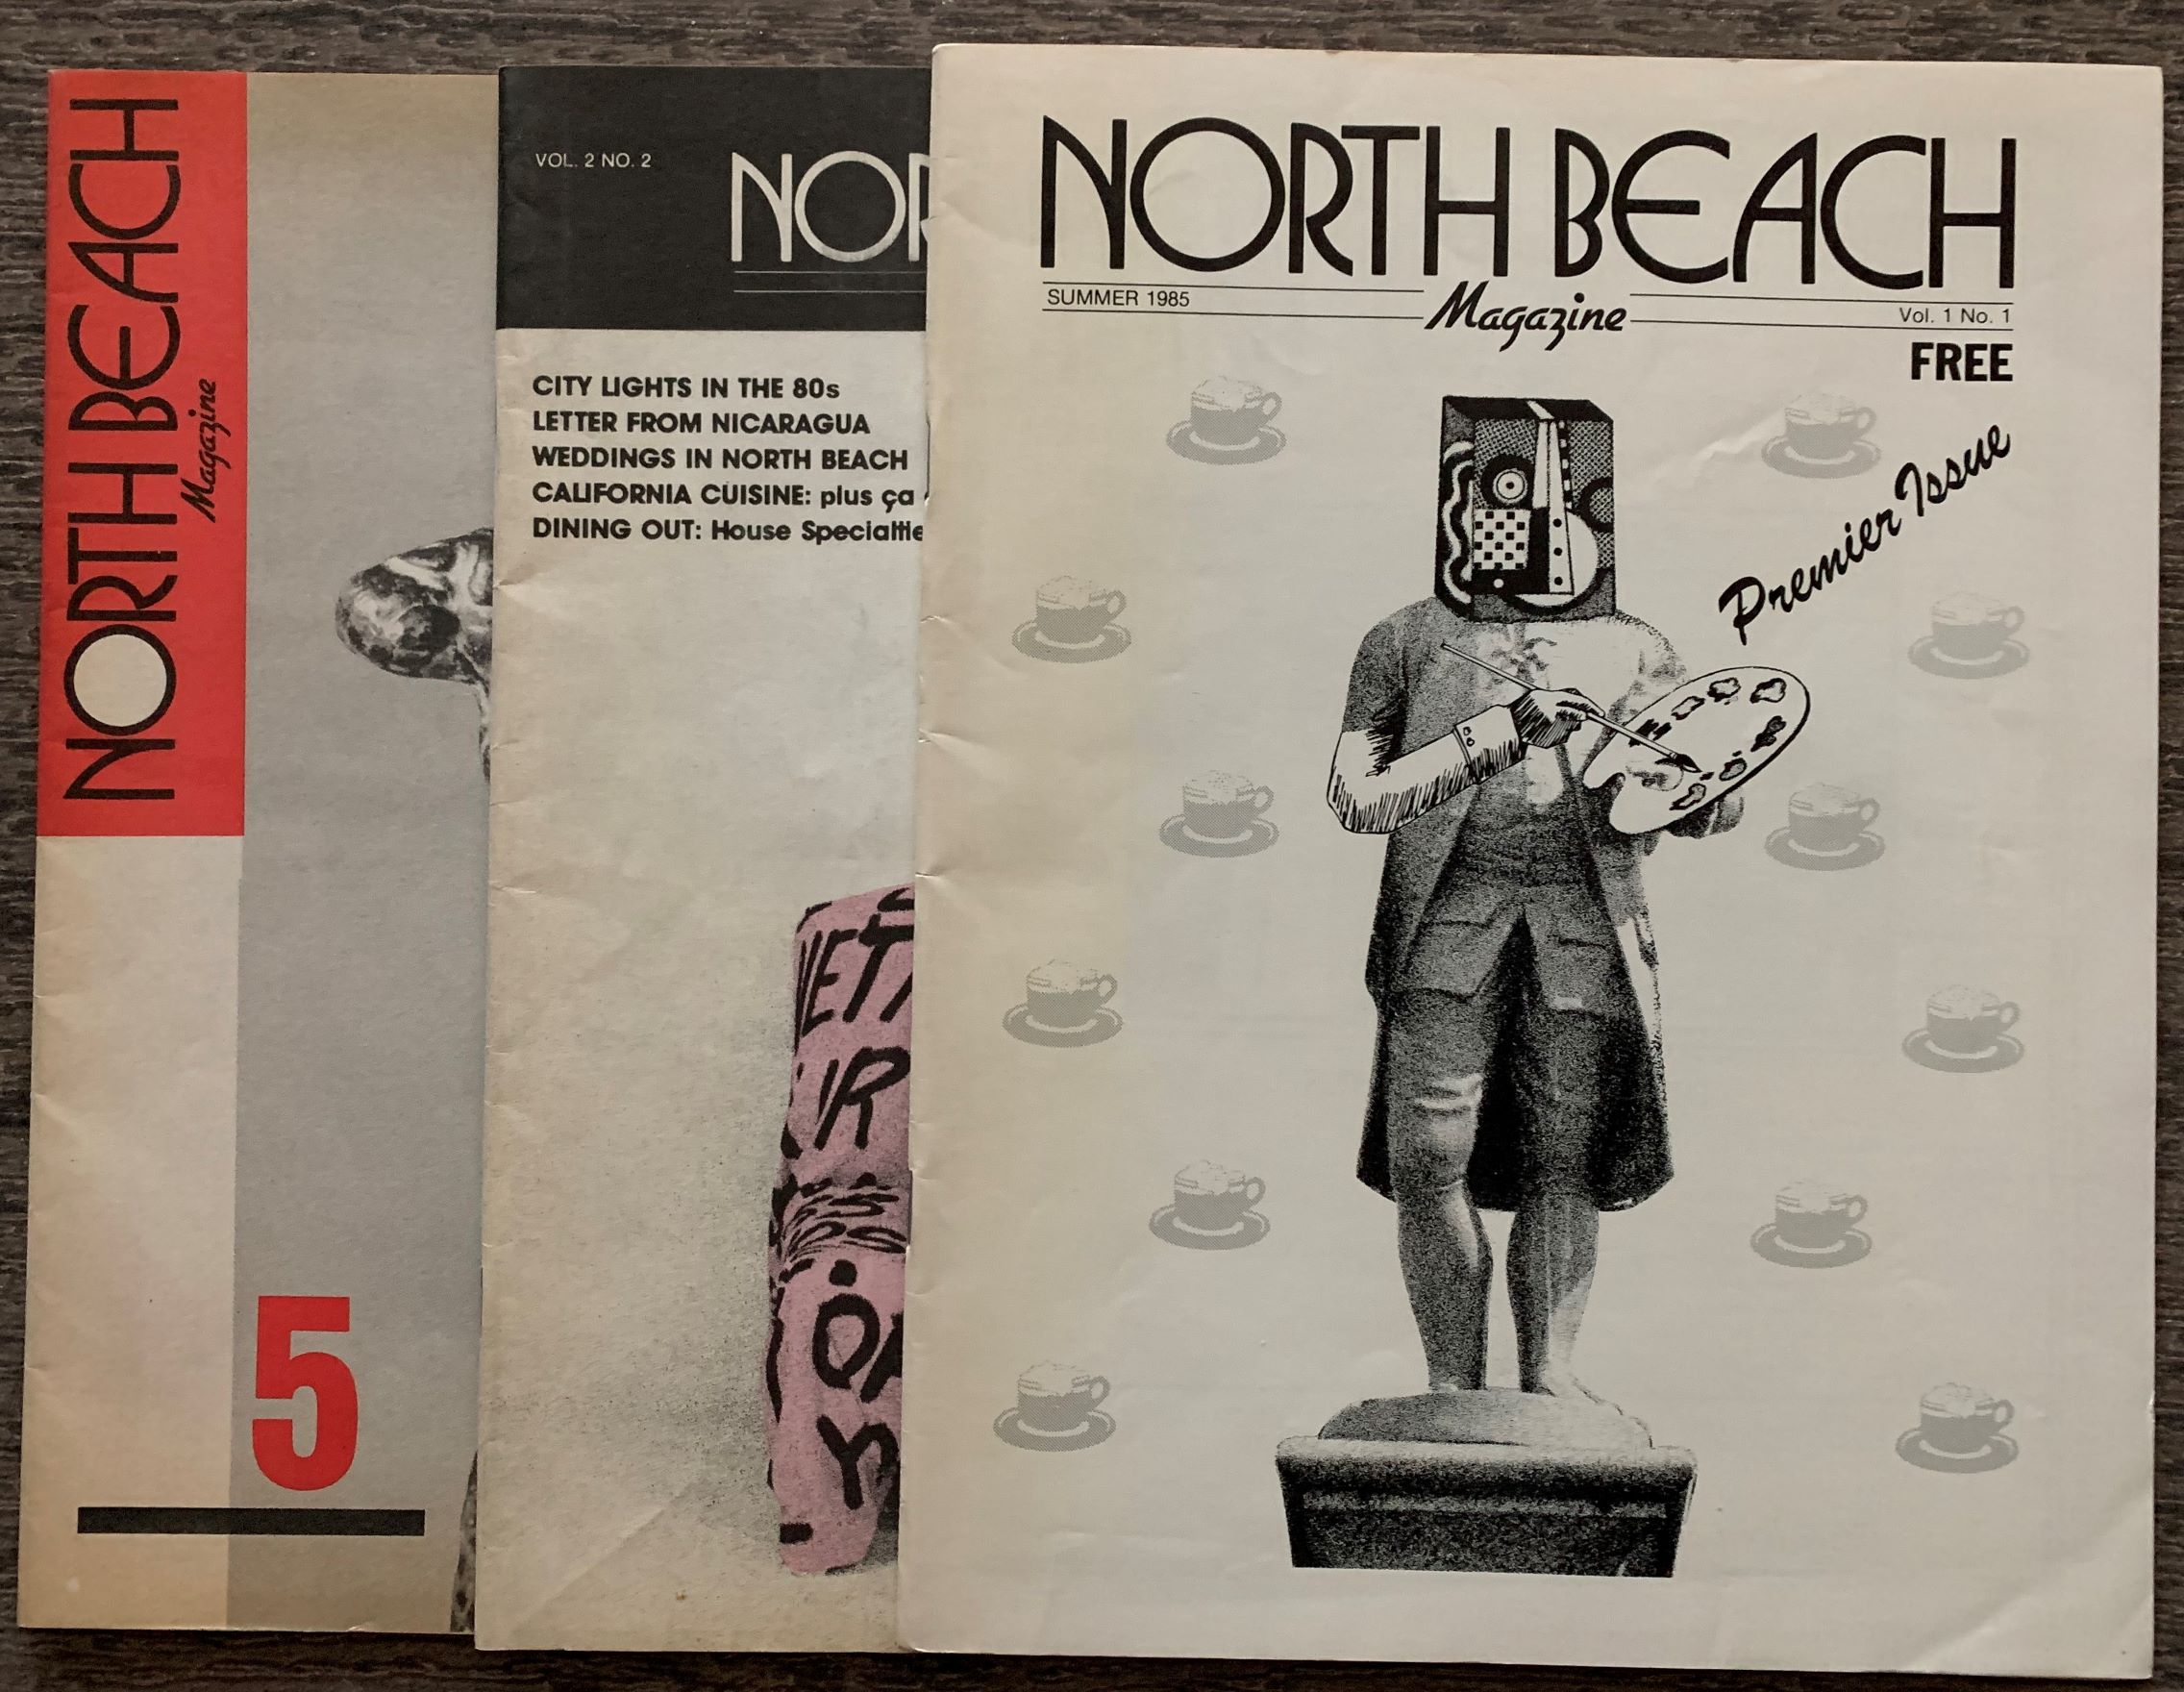 NORTH BEACH
Magazine
5
VOL. 2 NO. 2
NOR
CITY LIGHTS IN THE 80s
LETTER FROM NICARAGUA
WEDDINGS IN NORTH BEACH
CALIFORNIA CUISINE: plus ça
DINING OUT: House Specialtie
NORTH BEACH
SUMMER 1985
Magazine
Vol. 1 No. 1
FREE
Premier Issue